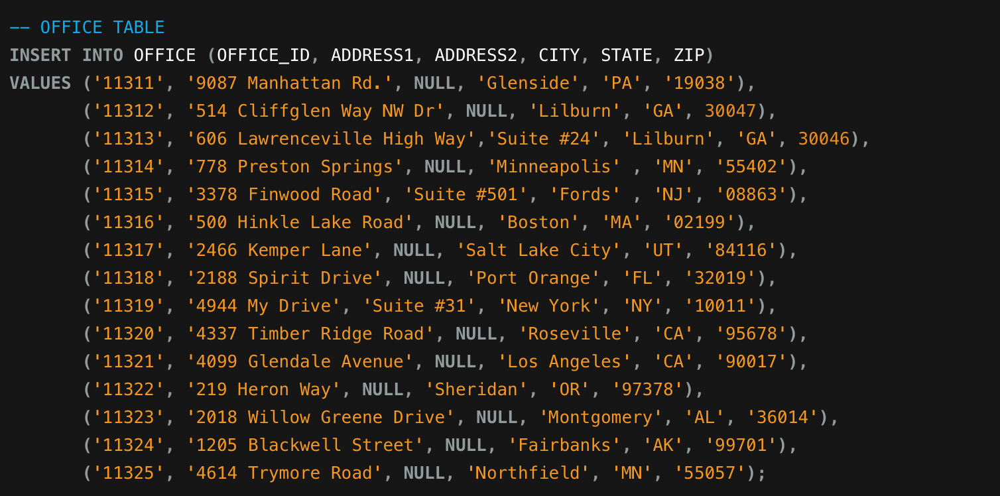 -- OFFICE TABLE
INSERT INTO OFFICE (OFFICE_ID, ADDRESS1, ADDRESS2, CITY, STATE, ZIP)
VALUES ('11311', '9087 Manhattan Rd.', NULL, 'Glenside', 'PA', '19038'),
('11312', '514 Cliffglen Way NW Dr', NULL, 'Lilburn', 'GA', 30047),
('11313', '606 Lawrenceville High Way','Suite #24', 'Lilburn', 'GA', 30046),
('11314', '778 Preston Springs', NULL, 'Minneapolis' , 'MN', '55402'),
('11315', '3378 Finwood Road', 'Suite #501', 'Fords' , 'NJ', '08863'),
('11316', '500 Hinkle Lake Road', NULL, 'Boston', 'MA', '02199'),
('11317', '2466 Kemper Lane', NULL, 'Salt Lake City', 'UT', '84116'),
('11318', '2188 Spirit Drive', NULL, 'Port Orange', 'FL', '32019'),
('11319', '4944 My Drive', 'Suite #31', 'New York', 'NY', '10011'),
('11320', '4337 Timber Ridge Road', NULL, 'Roseville', 'CA', '95678'),
('11321', '4099 Glendale Avenue', NULL, 'Los Angeles', 'CA', '90017'),
('11322', '219 Heron Way', NULL, 'Sheridan', 'OR', '97378'),
('11323', '2018 Willow Greene Drive', NULL, 'Montgomery', 'AL', '36014'),
('11324', '1205 Blackwell Street', NULL, 'Fairbanks', 'AK', '99701'),
('11325', '4614 Trymore Road', NULL, 'Northfield', 'MN', '55057');